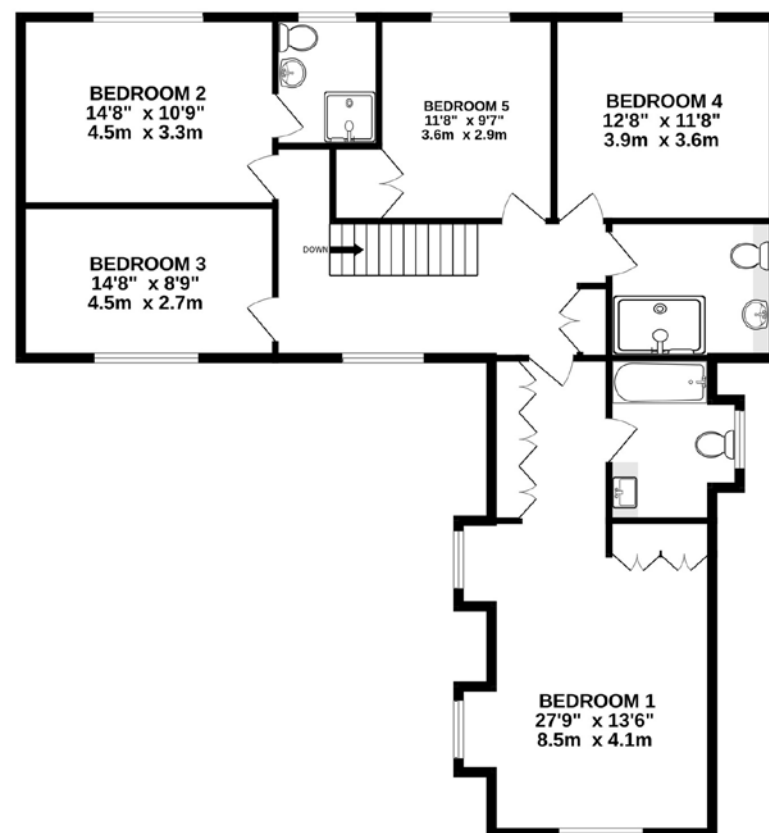 BEDROOM 2
14'8" x 10'9"
4.5m x 3.3m
BEDROOM 5
11'8" x 9'7"
3.6m x 2.9m
BEDROOM 4
12'8" x 11'8"
3.9m x 3.6m
BEDROOM 3
14'8" x 8'9"
4.5m x 2.7m
DOWN
BEDROOM 1
27'9" x 13'6"
8.5m x 4.1m